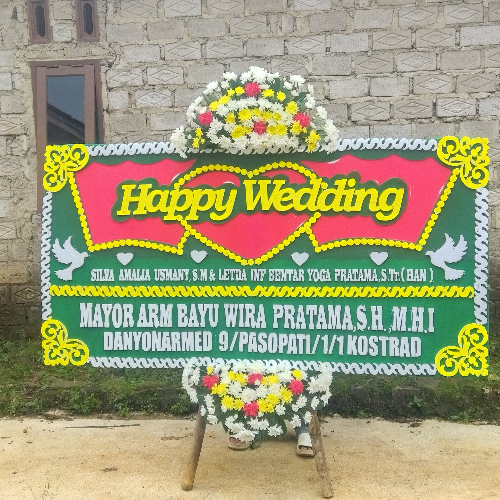 Happy Wedding
SILVA AMALIA USMANY, S.M & LETDA INF BENTAR YOGA PRATAMA, S.Tr.(HAN)
MAYOR ARM BAYU WIRA PRATAMA,S.H.,M.H.I
DANYONARMED 9/PASOPATI/1/1 KOSTRAD